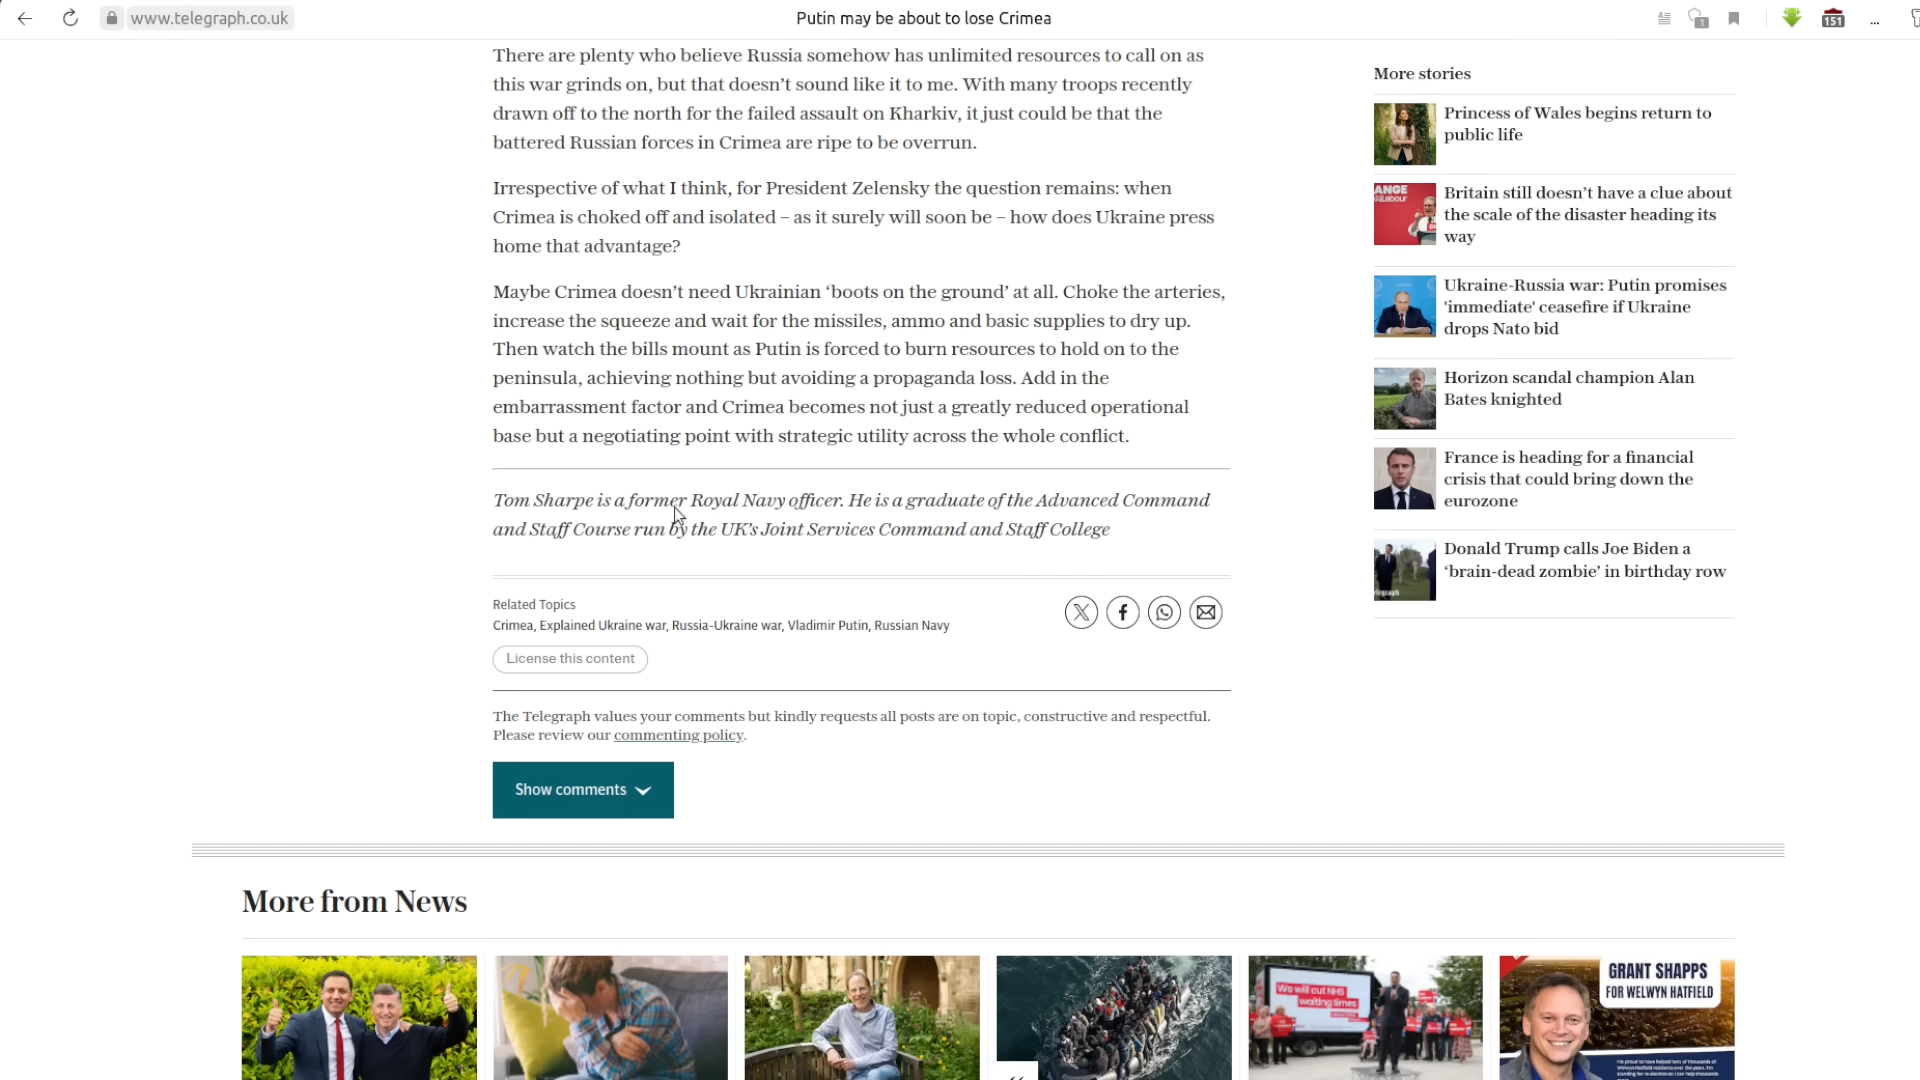 www.telegraph.co.uk
Putin may be about to lose Crimea
1
151
...
There are plenty who believe Russia somehow has unlimited resources to call on as
this war grinds on, but that doesn’t sound like it to me. With many troops recently
drawn off to the north for the failed assault on Kharkiv, it just could be that the
battered Russian forces in Crimea are ripe to be overrun.
Irrespective of what I think, for President Zelensky the question remains: when
Crimea is choked off and isolated – as it surely will soon be – how does Ukraine press
home that advantage?
Maybe Crimea doesn’t need Ukrainian ‘boots on the ground’ at all. Choke the arteries,
increase the squeeze and wait for the missiles, ammo and basic supplies to dry up.
Then watch the bills mount as Putin is forced to burn resources to hold on to the
peninsula, achieving nothing but avoiding a propaganda loss. Add in the
embarrassment factor and Crimea becomes not just a greatly reduced operational
base but a negotiating point with strategic utility across the whole conflict.
Tom Sharpe is a former Royal Navy officer. He is a graduate of the Advanced Command
and Staff Course run by the UK’s Joint Services Command and Staff College
Related Topics
Crimea, Explained Ukraine war, Russia-Ukraine war, Vladimir Putin, Russian Navy
License this content
The Telegraph values your comments but kindly requests all posts are on topic, constructive and respectful.
Please review our commenting policy.
Show comments
More stories
Princess of Wales begins return to
public life
Britain still doesn’t have a clue about
the scale of the disaster heading its
way
Ukraine-Russia war: Putin promises
'immediate' ceasefire if Ukraine
drops Nato bid
Horizon scandal champion Alan
Bates knighted
France is heading for a financial
crisis that could bring down the
eurozone
Donald Trump calls Joe Biden a
‘brain-dead zombie’ in birthday row
More from News
We will cut NHS
waiting times
GRANT SHAPPS
FOR WELWYN HATFIELD